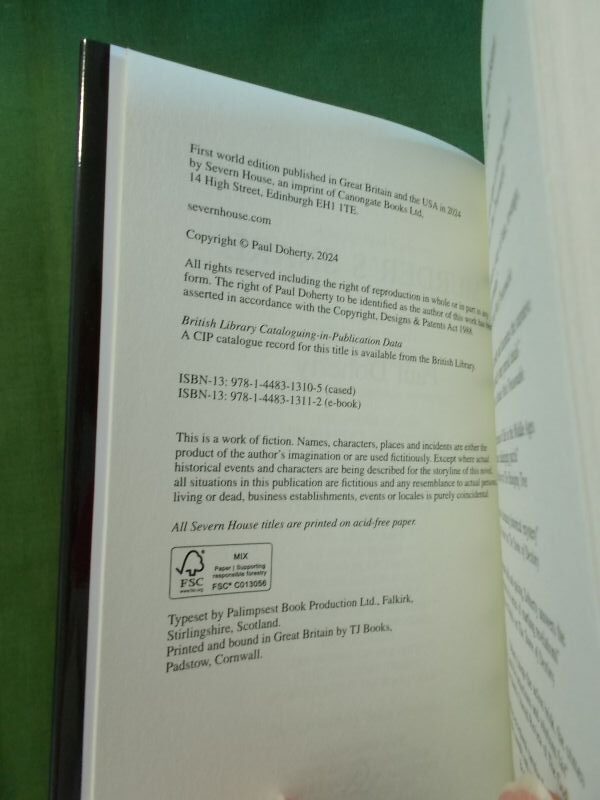 First world edition published in Great Britain and the USA in 2024
by Severn House, an imprint of Canongate Books Ltd,
14 High Street, Edinburgh EH1 1TE.
severnhouse.com
Copyright © Paul Doherty, 2024
All rights reserved including the right of reproduction in whole or in part in any
form. The right of Paul Doherty to be identified as the author of this work has been
asserted in accordance with the Copyright, Designs & Patents Act 1988.
British Library Cataloguing-in-Publication Data
A CIP catalogue record for this title is available from the British Library.
ISBN-13: 978-1-4483-1310-5 (cased)
ISBN-13: 978-1-4483-1311-2 (e-book)
This is a work of fiction. Names, characters, places and incidents are either the
product of the author's imagination or are used fictitiously. Except where actual
historical events and characters are being described for the storyline of this novel,
all situations in this publication are fictitious and any resemblance to actual persons,
living or dead, business establishments, events or locales is purely coincidental.
All Severn House titles are printed on acid-free paper.
FSC
www.fsc.org
MIX
Paper | Supporting
responsible forestry
FSC® C013056
Typeset by Palimpsest Book Production Ltd., Falkirk,
Stirlingshire, Scotland.
Printed and bound in Great Britain by TJ Books,
Padstow, Cornwall.